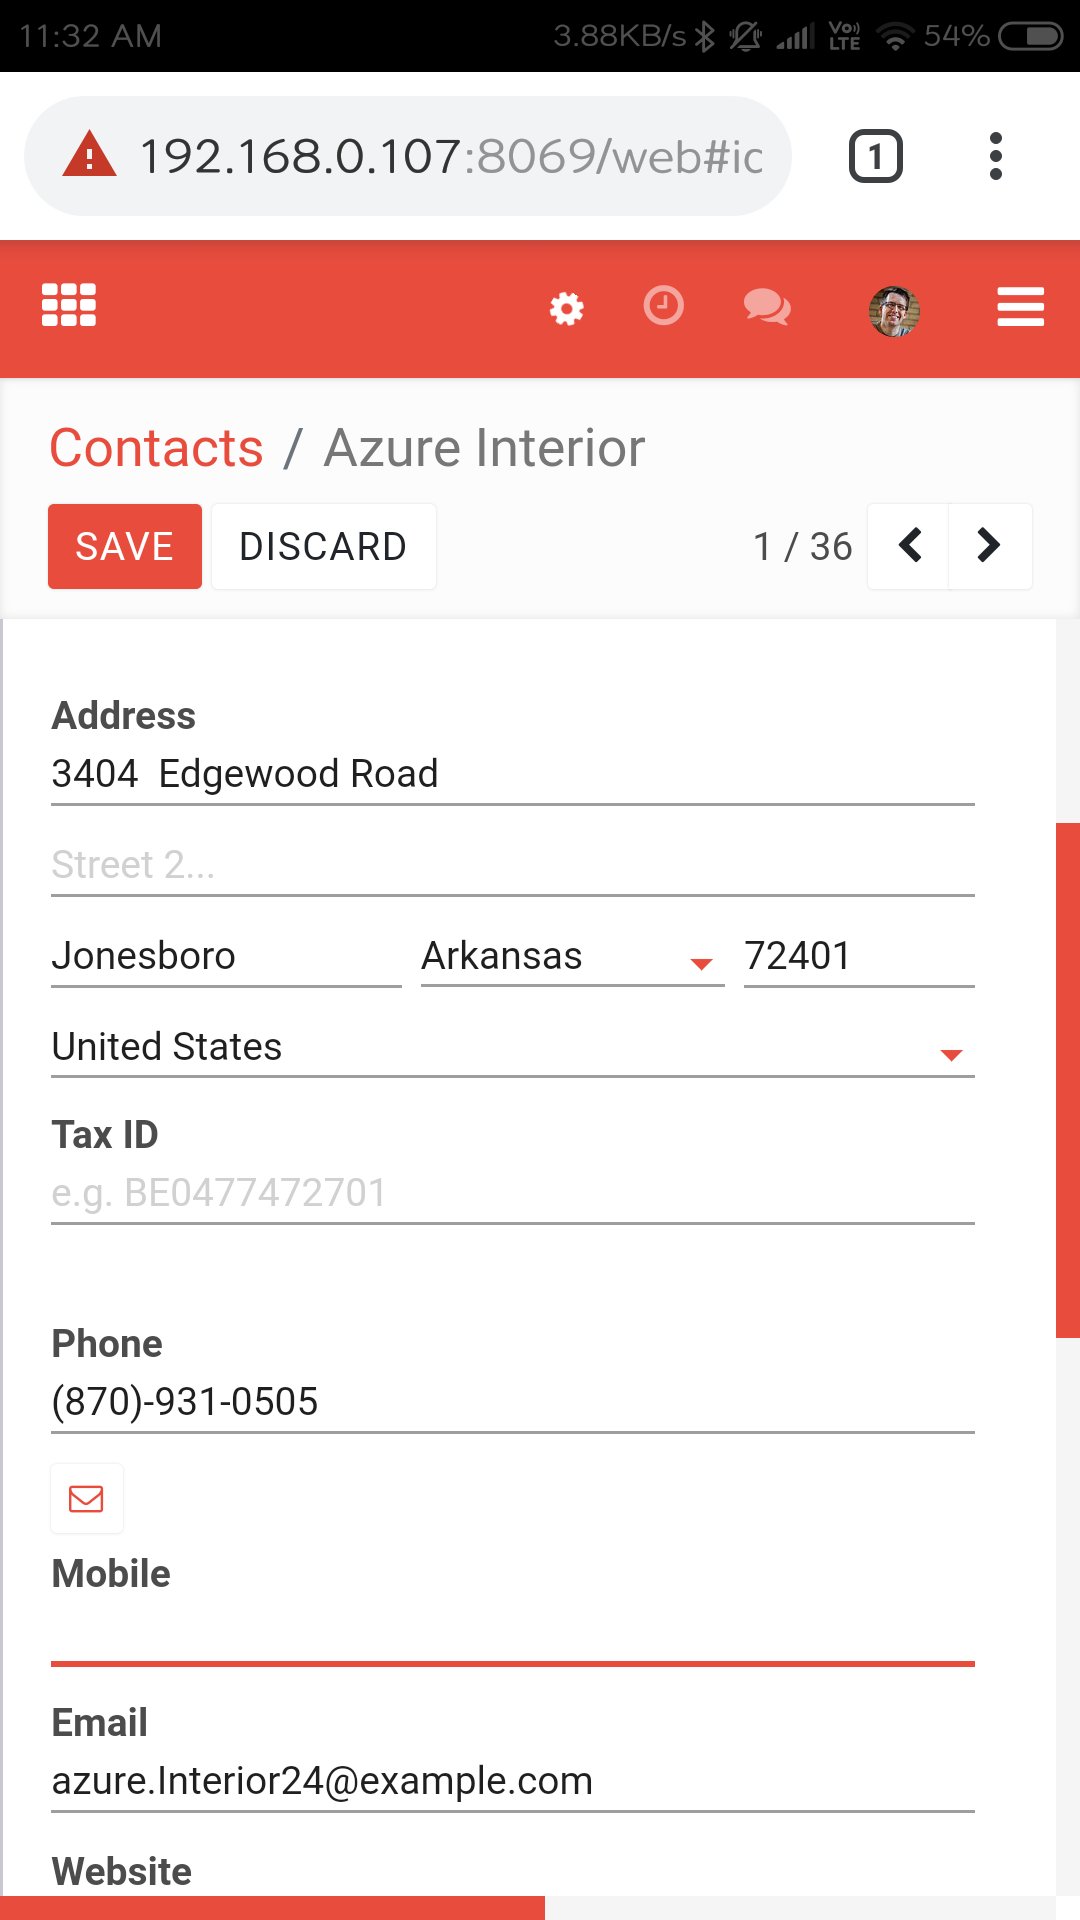 11:32 AM 3.88KB/s Vo) LTE 54%
192.168.0.107:8069/web#ic 1
Contacts / Azure Interior
SAVE DISCARD 1 / 36
Address
3404  Edgewood Road
Street 2...
Jonesboro Arkansas 72401
United States
Tax ID
e.g. BE0477472701
Phone
(870)-931-0505
Mobile
Email
azure.Interior24@example.com
Website